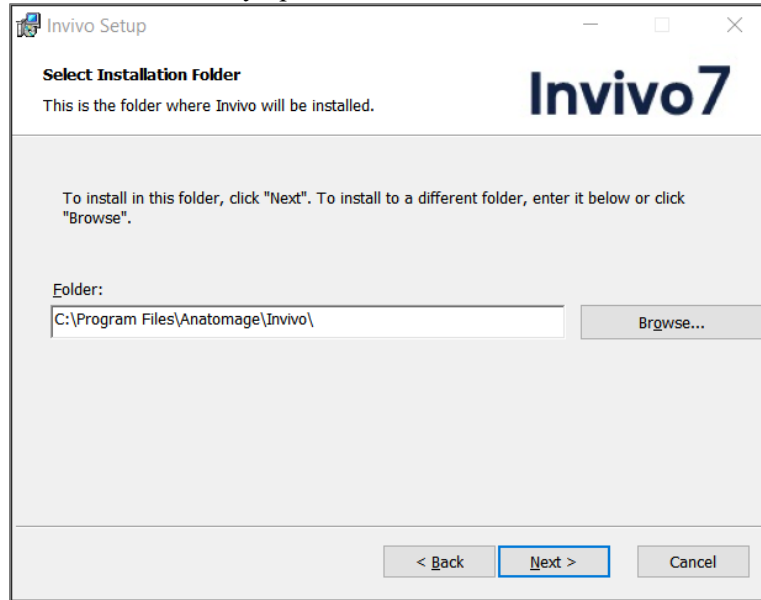 Invivo Setup
Select Installation Folder
This is the folder where Invivo will be installed.
Invivo7
To install in this folder, click "Next". To install to a different folder, enter it below or click
"Browse".
Folder:
C:\Program Files\Anatomage\Invivo\
Browse...
< Back
Next >
Cancel